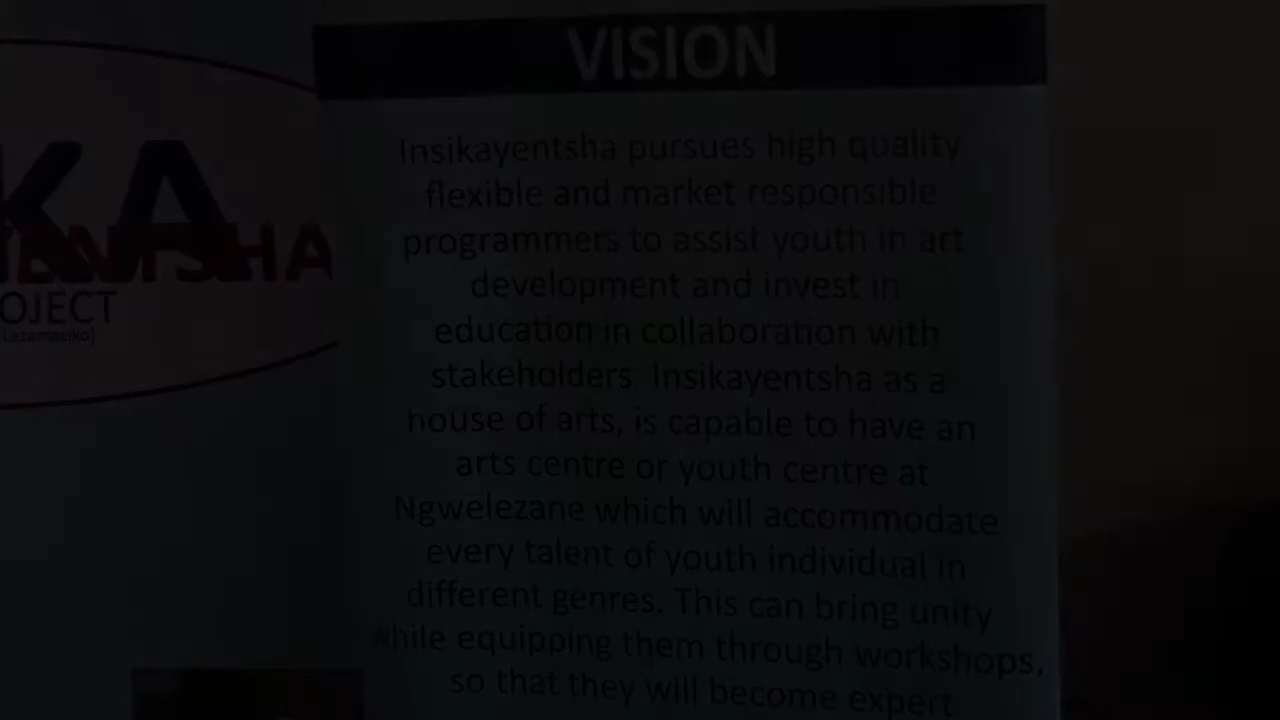 VISION
Insikayentsha pursues high quality
flexible and market responsible
programmers to assist youth in art
development and invest in
education in collaboration with
stakeholders. Insikayentsha as a
house of arts, is capable to have an
arts centre or youth centre at
Ngwelezane which will accommodate
every talent of youth individual in
different genres. This can bring unity
while equipping them through workshops,
so that they will become expert
KA
ENTSHA
OJECT
Lezamaciko]